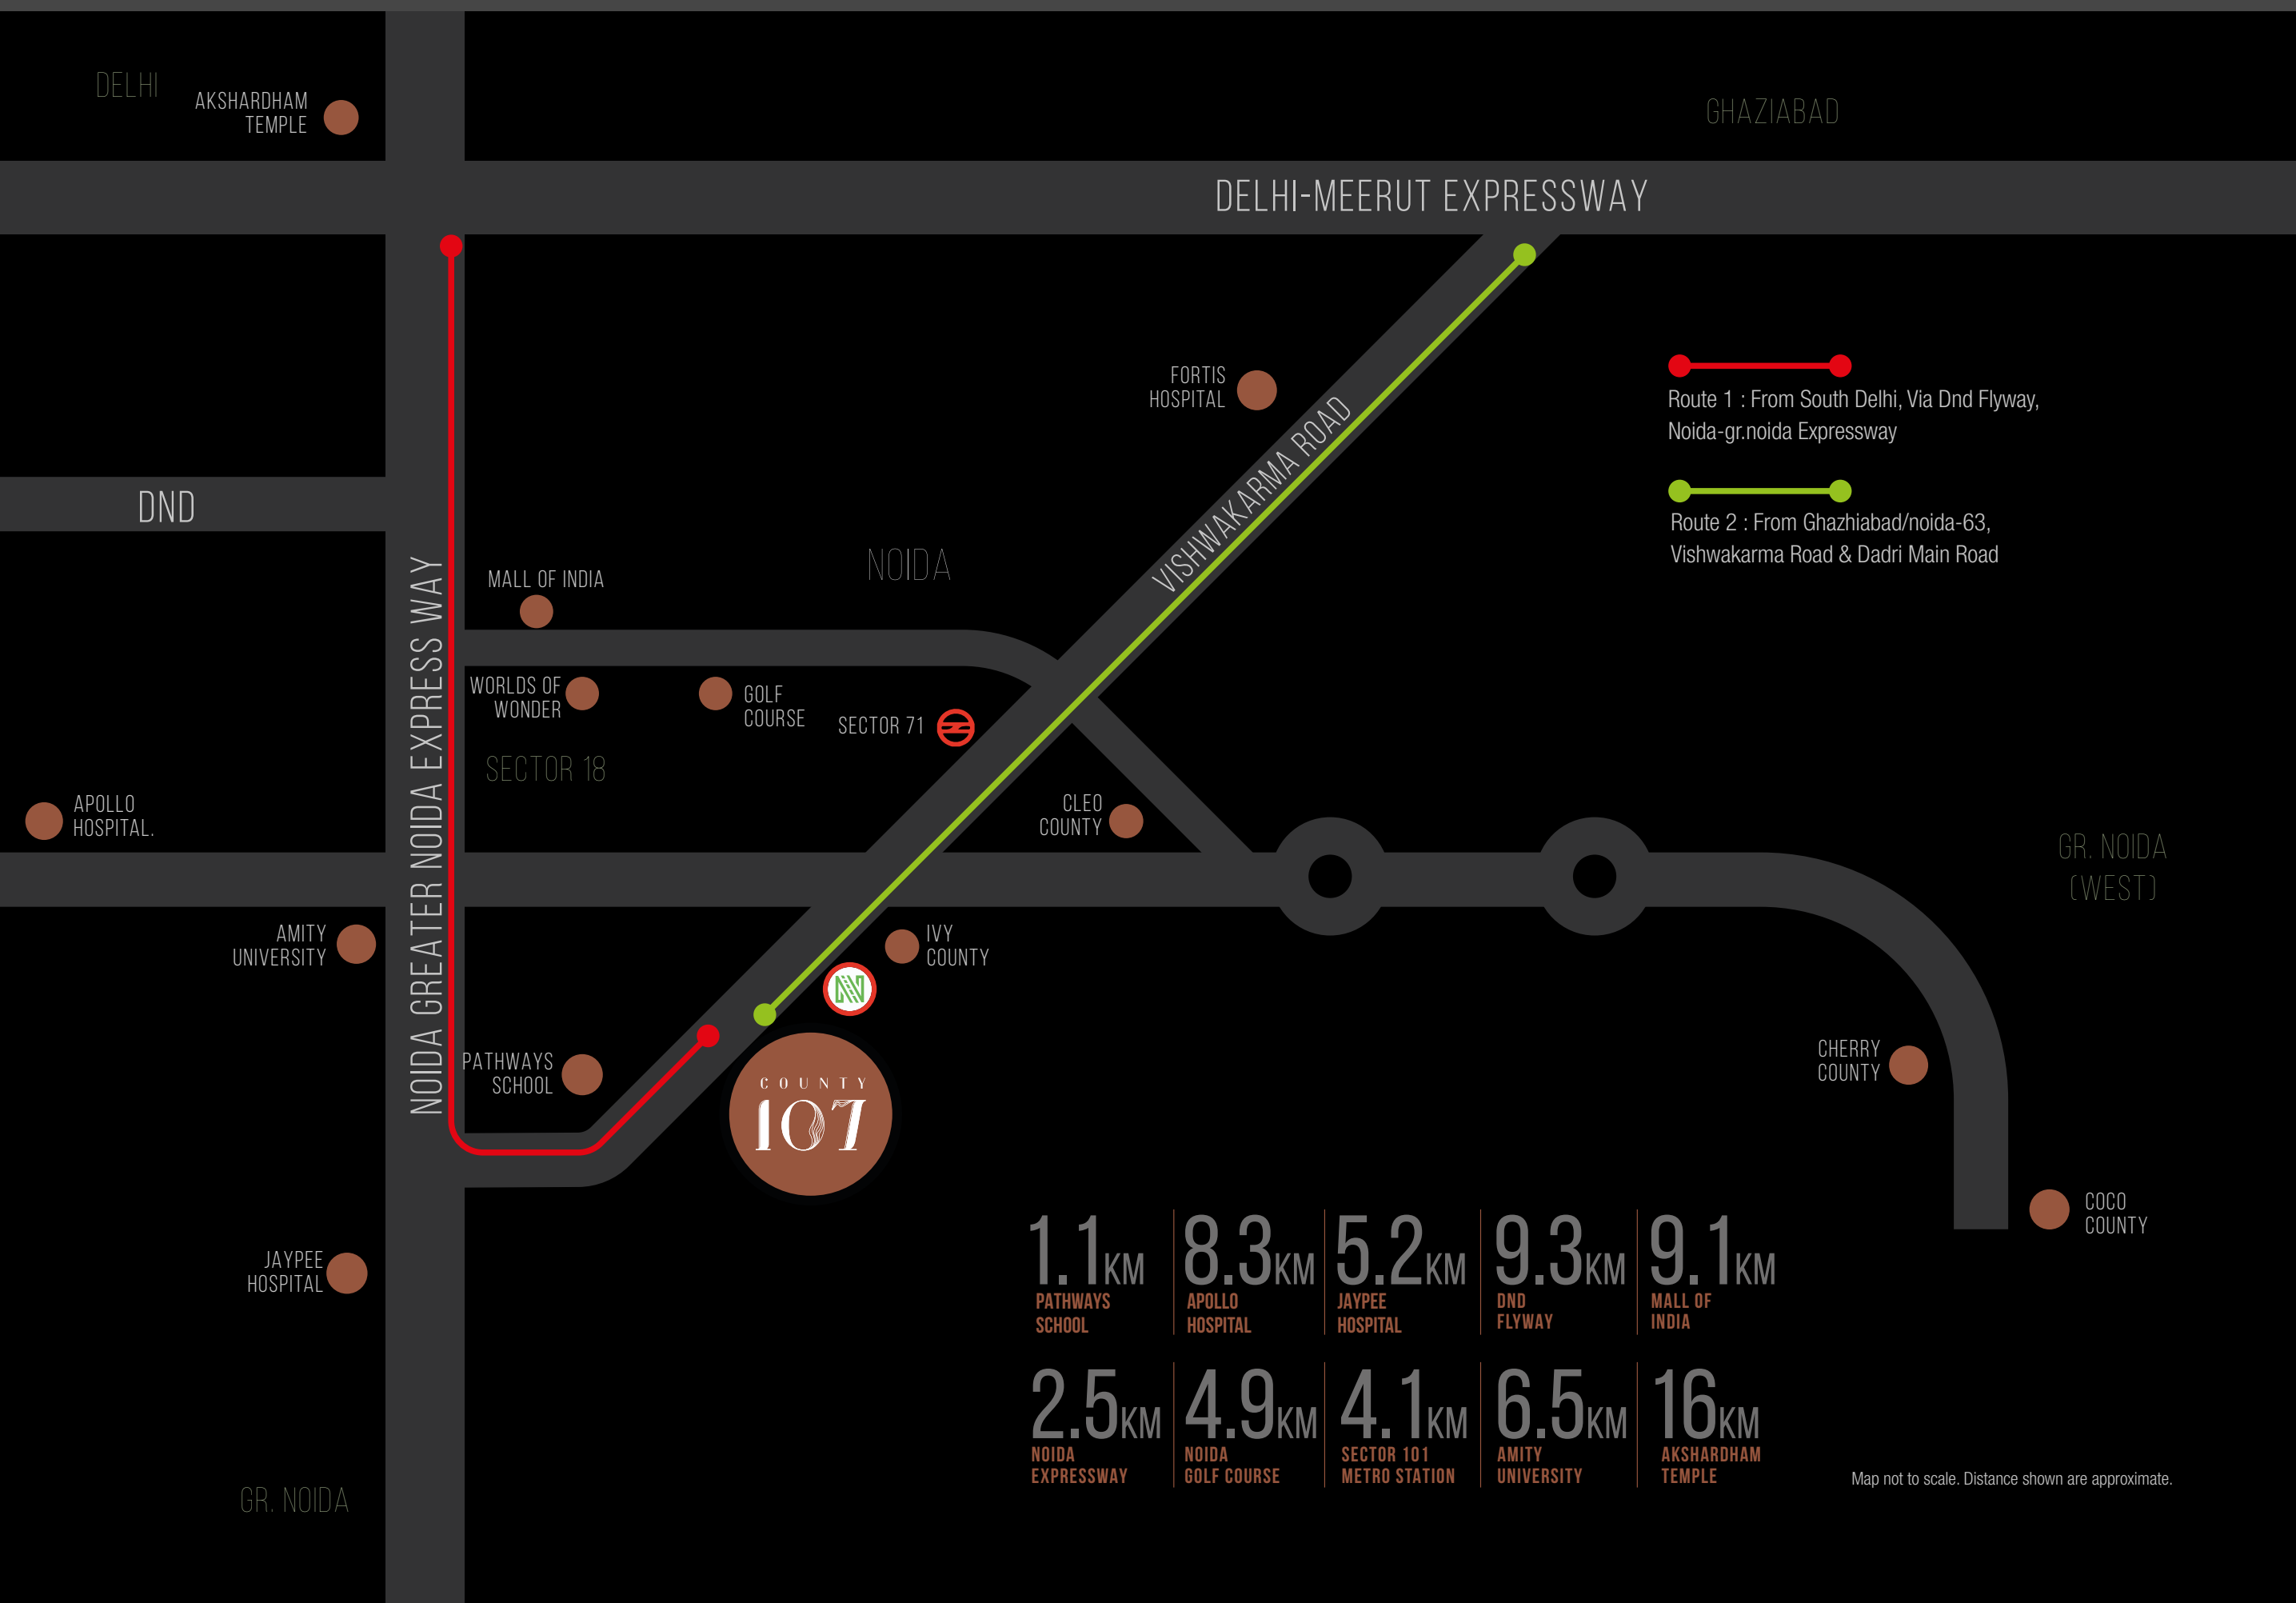 DELHI
AKSHARDHAM
TEMPLE
GHAZIABAD
DELHI-MEERUT EXPRESSWAY
FORTIS
HOSPITAL
VISHWAKARMA ROAD
Route 1 : From South Delhi, Via Dnd Flyway,
Noida-gr.noida Expressway
Route 2 : From Ghazhiabad/noida-63,
Vishwakarma Road & Dadri Main Road
DND
NOIDA GREATER NOIDA EXPRESS WAY
MALL OF INDIA
NOIDA
WORLDS OF
WONDER
GOLF
COURSE
SECTOR 71
SECTOR 18
APOLLO
HOSPITAL.
CLEO
COUNTY
GR. NOIDA
(WEST)
AMITY
UNIVERSITY
IVY
COUNTY
N
PATHWAYS
SCHOOL
COUNTY
107
CHERRY
COUNTY
COCO
COUNTY
JAYPEE
HOSPITAL
1.1KM
PATHWAYS
SCHOOL
8.3KM
APOLLO
HOSPITAL
5.2KM
JAYPEE
HOSPITAL
9.3KM
DND
FLYWAY
9.1KM
MALL OF
INDIA
2.5KM
NOIDA
EXPRESSWAY
4.9KM
NOIDA
GOLF COURSE
4.1KM
SECTOR 101
METRO STATION
6.5KM
AMITY
UNIVERSITY
16KM
AKSHARDHAM
TEMPLE
GR. NOIDA
Map not to scale. Distance shown are approximate.